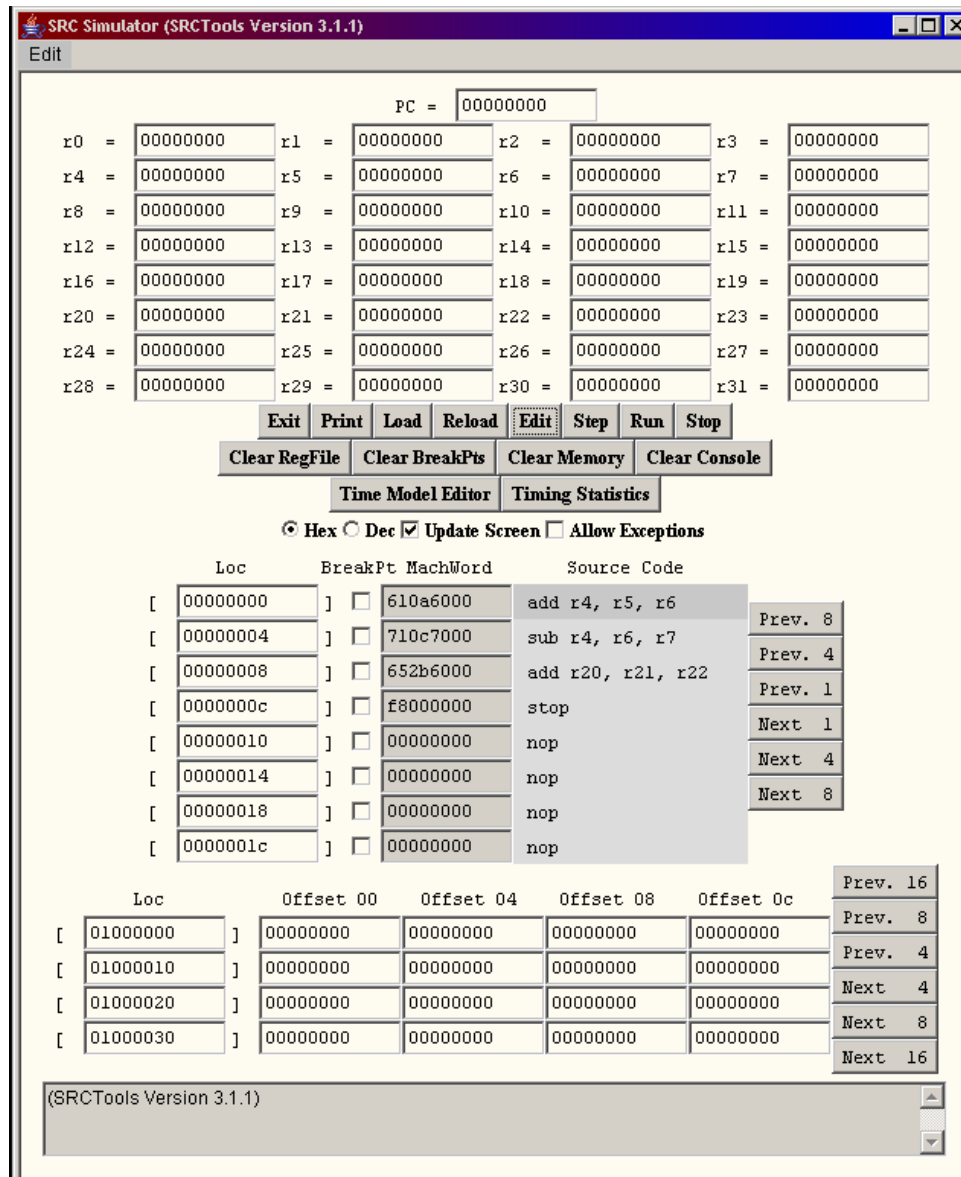 SRC Simulator (SRCTools Version 3.1.1)
Edit
PC = 00000000
r0 = 00000000 r1 = 00000000 r2 = 00000000 r3 = 00000000
r4 = 00000000 r5 = 00000000 r6 = 00000000 r7 = 00000000
r8 = 00000000 r9 = 00000000 r10 = 00000000 r11 = 00000000
r12 = 00000000 r13 = 00000000 r14 = 00000000 r15 = 00000000
r16 = 00000000 r17 = 00000000 r18 = 00000000 r19 = 00000000
r20 = 00000000 r21 = 00000000 r22 = 00000000 r23 = 00000000
r24 = 00000000 r25 = 00000000 r26 = 00000000 r27 = 00000000
r28 = 00000000 r29 = 00000000 r30 = 00000000 r31 = 00000000
Exit Print Load Reload Edit Step Run Stop
Clear RegFile Clear BreakPts Clear Memory Clear Console
Time Model Editor Timing Statistics
Hex Dec Update Screen Allow Exceptions
Loc BreakPt MachWord Source Code
[ 00000000 ] 610a6000 add r4, r5, r6
[ 00000004 ] 710c7000 sub r4, r6, r7
[ 00000008 ] 652b6000 add r20, r21, r22
[ 0000000c ] f8000000 stop
[ 00000010 ] 00000000 nop
[ 00000014 ] 00000000 nop
[ 00000018 ] 00000000 nop
[ 0000001c ] 00000000 nop
Prev. 8
Prev. 4
Prev. 1
Next 1
Next 4
Next 8
Loc Offset 00 Offset 04 Offset 08 Offset 0c
[ 01000000 ] 00000000 00000000 00000000 00000000
[ 01000010 ] 00000000 00000000 00000000 00000000
[ 01000020 ] 00000000 00000000 00000000 00000000
[ 01000030 ] 00000000 00000000 00000000 00000000
Prev. 16
Prev. 8
Prev. 4
Next 4
Next 8
Next 16
(SRCTools Version 3.1.1)